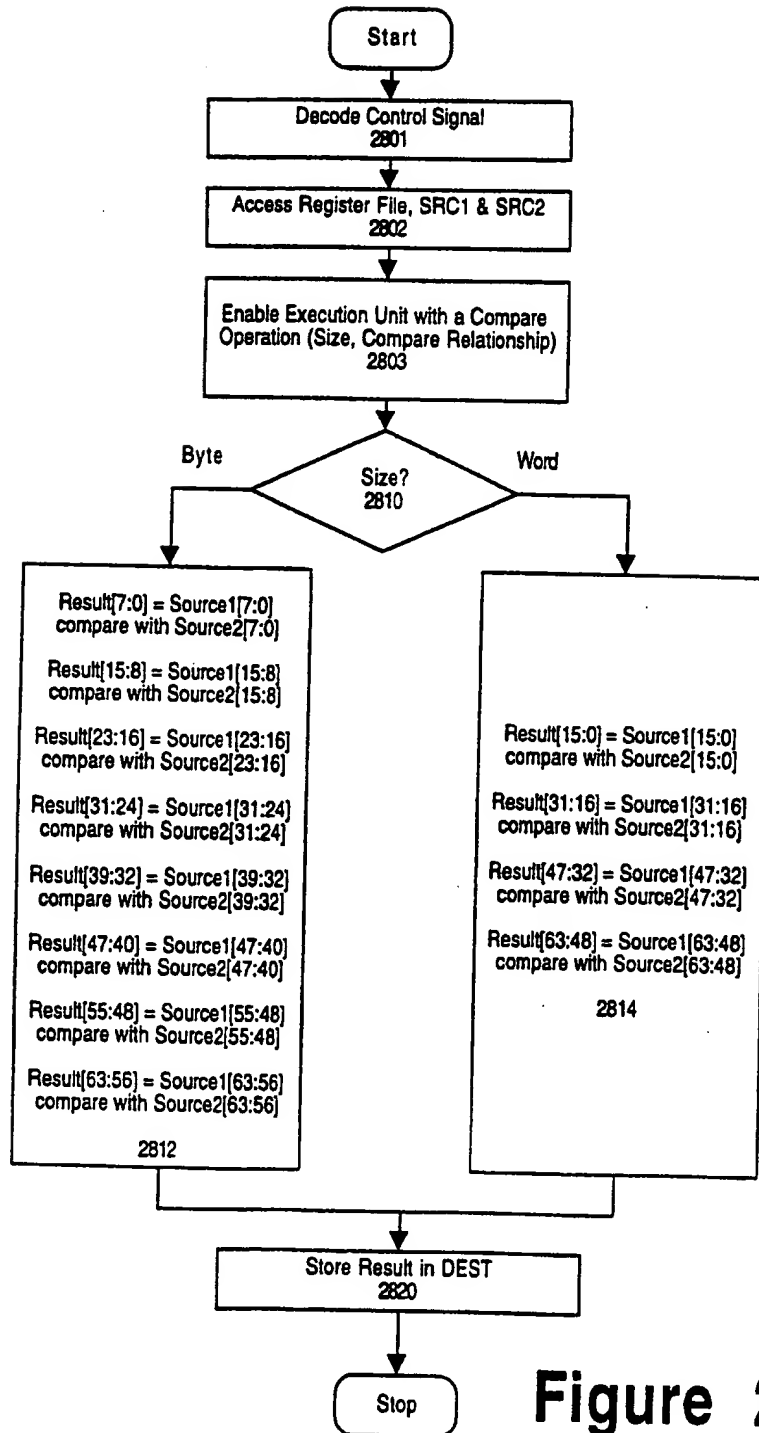 Start
Decode Control Signal
2801
Access Register File, SRC1 & SRC2
2802
Enable Execution Unit with a Compare
Operation (Size, Compare Relationship)
2803
Byte
Size?
2810
Word
Result[7:0] = Source1[7:0]
compare with Source2[7:0]
Result[15:8] = Source1[15:8]
compare with Source2[15:8]
Result[23:16] = Source1[23:16]
compare with Source2[23:16]
Result[31:24] = Source1[31:24]
compare with Source2[31:24]
Result[39:32] = Source1[39:32]
compare with Source2[39:32]
Result[47:40] = Source1[47:40]
compare with Source2[47:40]
Result[55:48] = Source1[55:48]
compare with Source2[55:48]
Result[63:56] = Source1[63:56]
compare with Source2[63:56]
2812
Result[15:0] = Source1[15:0]
compare with Source2[15:0]
Result[31:16] = Source1[31:16]
compare with Source2[31:16]
Result[47:32] = Source1[47:32]
compare with Source2[47:32]
Result[63:48] = Source1[63:48]
compare with Source2[63:48]
2814
Store Result in DEST
2820
Stop
Figure